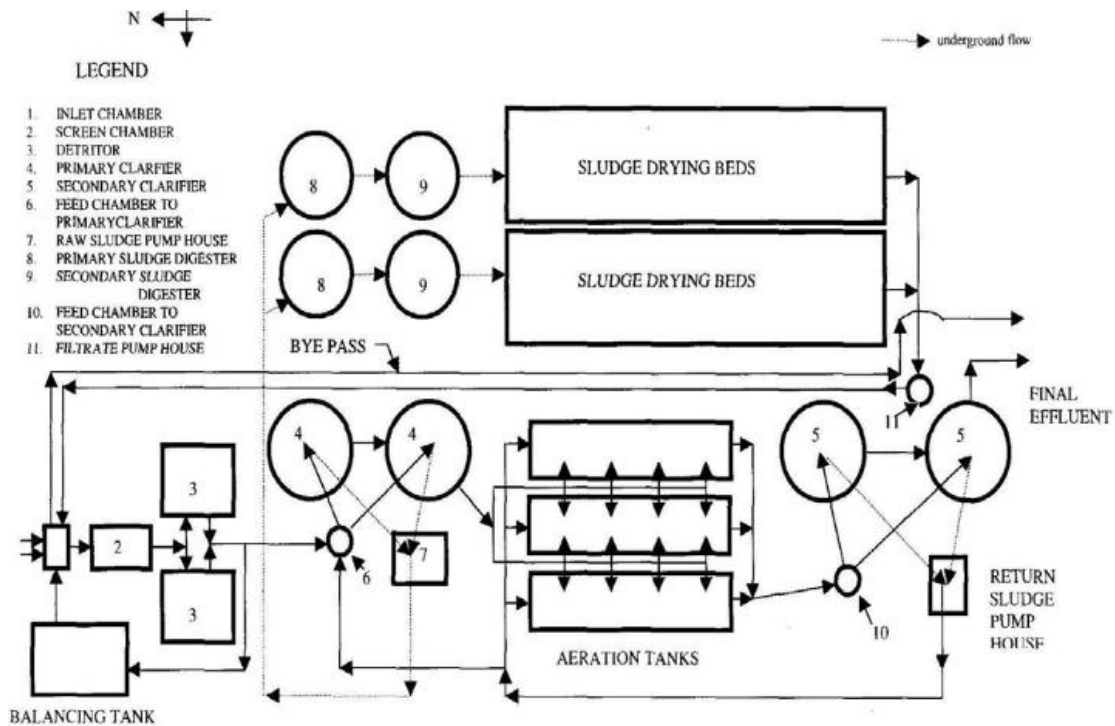 N
underground flow
LEGEND
1. INLET CHAMBER
2. SCREEN CHAMBER
3. DETRITOR
4. PRIMARY CLARFIER
5. SECONDARY CLARIFIER
6. FEED CHAMBER TO
PRIMARYCLARIFIER
7. RAW SLUDGE PUMP HOUSE
8. PRIMARY SLUDGE DIGESTER
9. SECONDARY SLUDGE
DIGESTER
10. FEED CHAMBER TO
SECONDARY CLARIFIER
11. FILTRATE PUMP HOUSE
8
9
SLUDGE DRYING BEDS
8
9
SLUDGE DRYING BEDS
BYE PASS
11
FINAL
EFFLUENT
4
4
5
5
3
2
3
6
7
10
RETURN
SLUDGE
PUMP
HOUSE
AERATION TANKS
BALANCING TANK